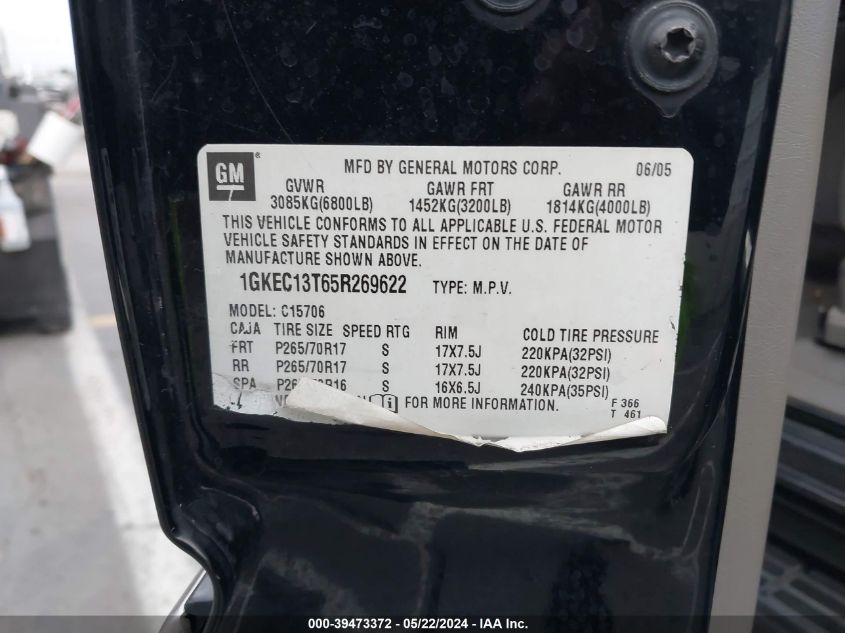 GM ® MFD BY GENERAL MOTORS CORP. 06/05
GVWR GAWR FRT GAWR RR
3085KG(6800LB) 1452KG(3200LB) 1814KG(4000LB)
THIS VEHICLE CONFORMS TO ALL APPLICABLE U.S. FEDERAL MOTOR
VEHICLE SAFETY STANDARDS IN EFFECT ON THE DATE OF
MANUFACTURE SHOWN ABOVE.
1GKEC13T65R269622 TYPE: M.P.V.
MODEL: C15706
TIRE SIZE SPEED RTG RIM COLD TIRE PRESSURE
FRT P265/70R17 S 17X7.5J 220KPA(32PSI)
RR P265/70R17 S 17X7.5J 220KPA(32PSI)
SPA S 16X6.5J 240KPA(35PSI)
FOR MORE INFORMATION. F 366
T 461
000-39473372 / 05/22/2024 - IAA Inc.